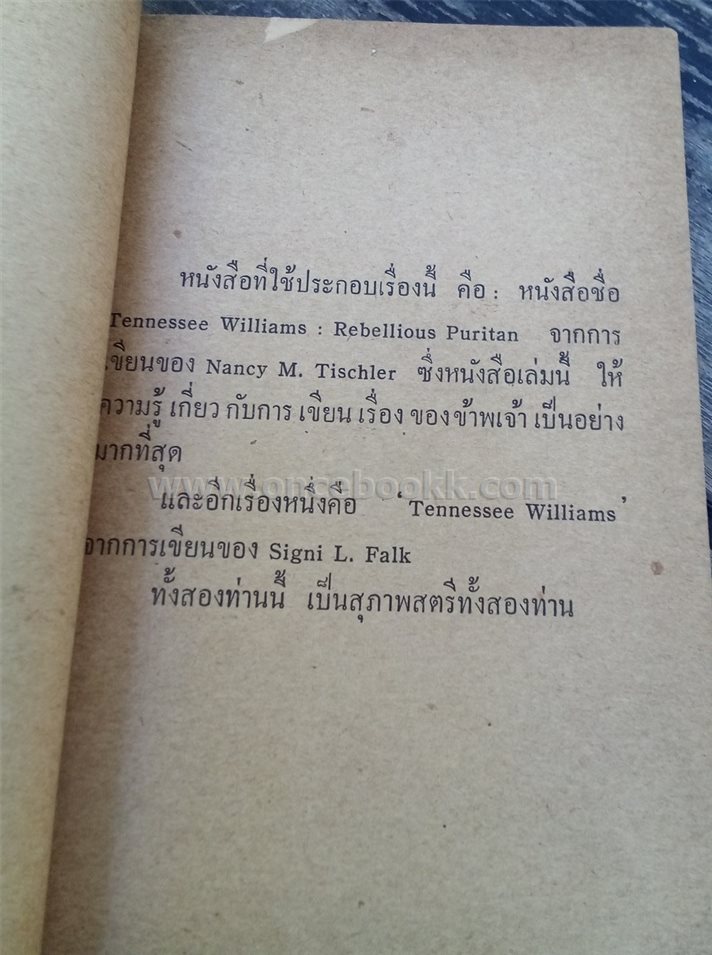 หนังสือที่ใช้ประกอบเรื่องนี้ คือ : หนังสือชื่อ
Tennessee Williams : Rebellious Puritan จากการ
เขียนของ Nancy M. Tischler ซึ่งหนังสือเล่มนี้ ให้
ความรู้ เกี่ยว กับการ เขียน เรื่อง ของข้าพเจ้า เป็นอย่าง
มากที่สุด
www.oncebookk.com
และอีกเรื่องหนึ่งคือ ‘Tennessee Williams’
จากการเขียนของ Signi L. Falk
ทั้งสองท่านนี้ เป็นสุภาพสตรีทั้งสองท่าน